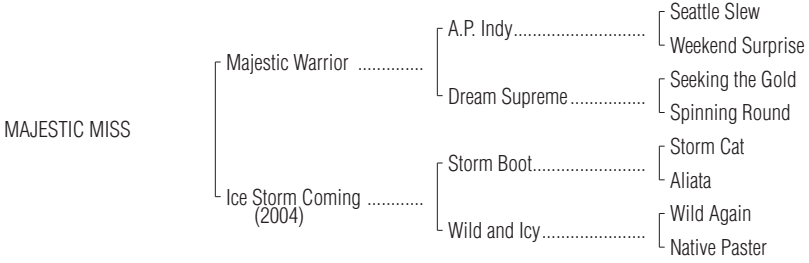 Seattle Slew
A.P. Indy............................
Weekend Surprise
Majestic Warrior ..............
Seeking the Gold
Dream Supreme................
Spinning Round
MAJESTIC MISS
Storm Cat
Storm Boot........................
Aliata
Ice Storm Coming ............
(2004)
Wild Again
Wild and Icy......................
Native Paster